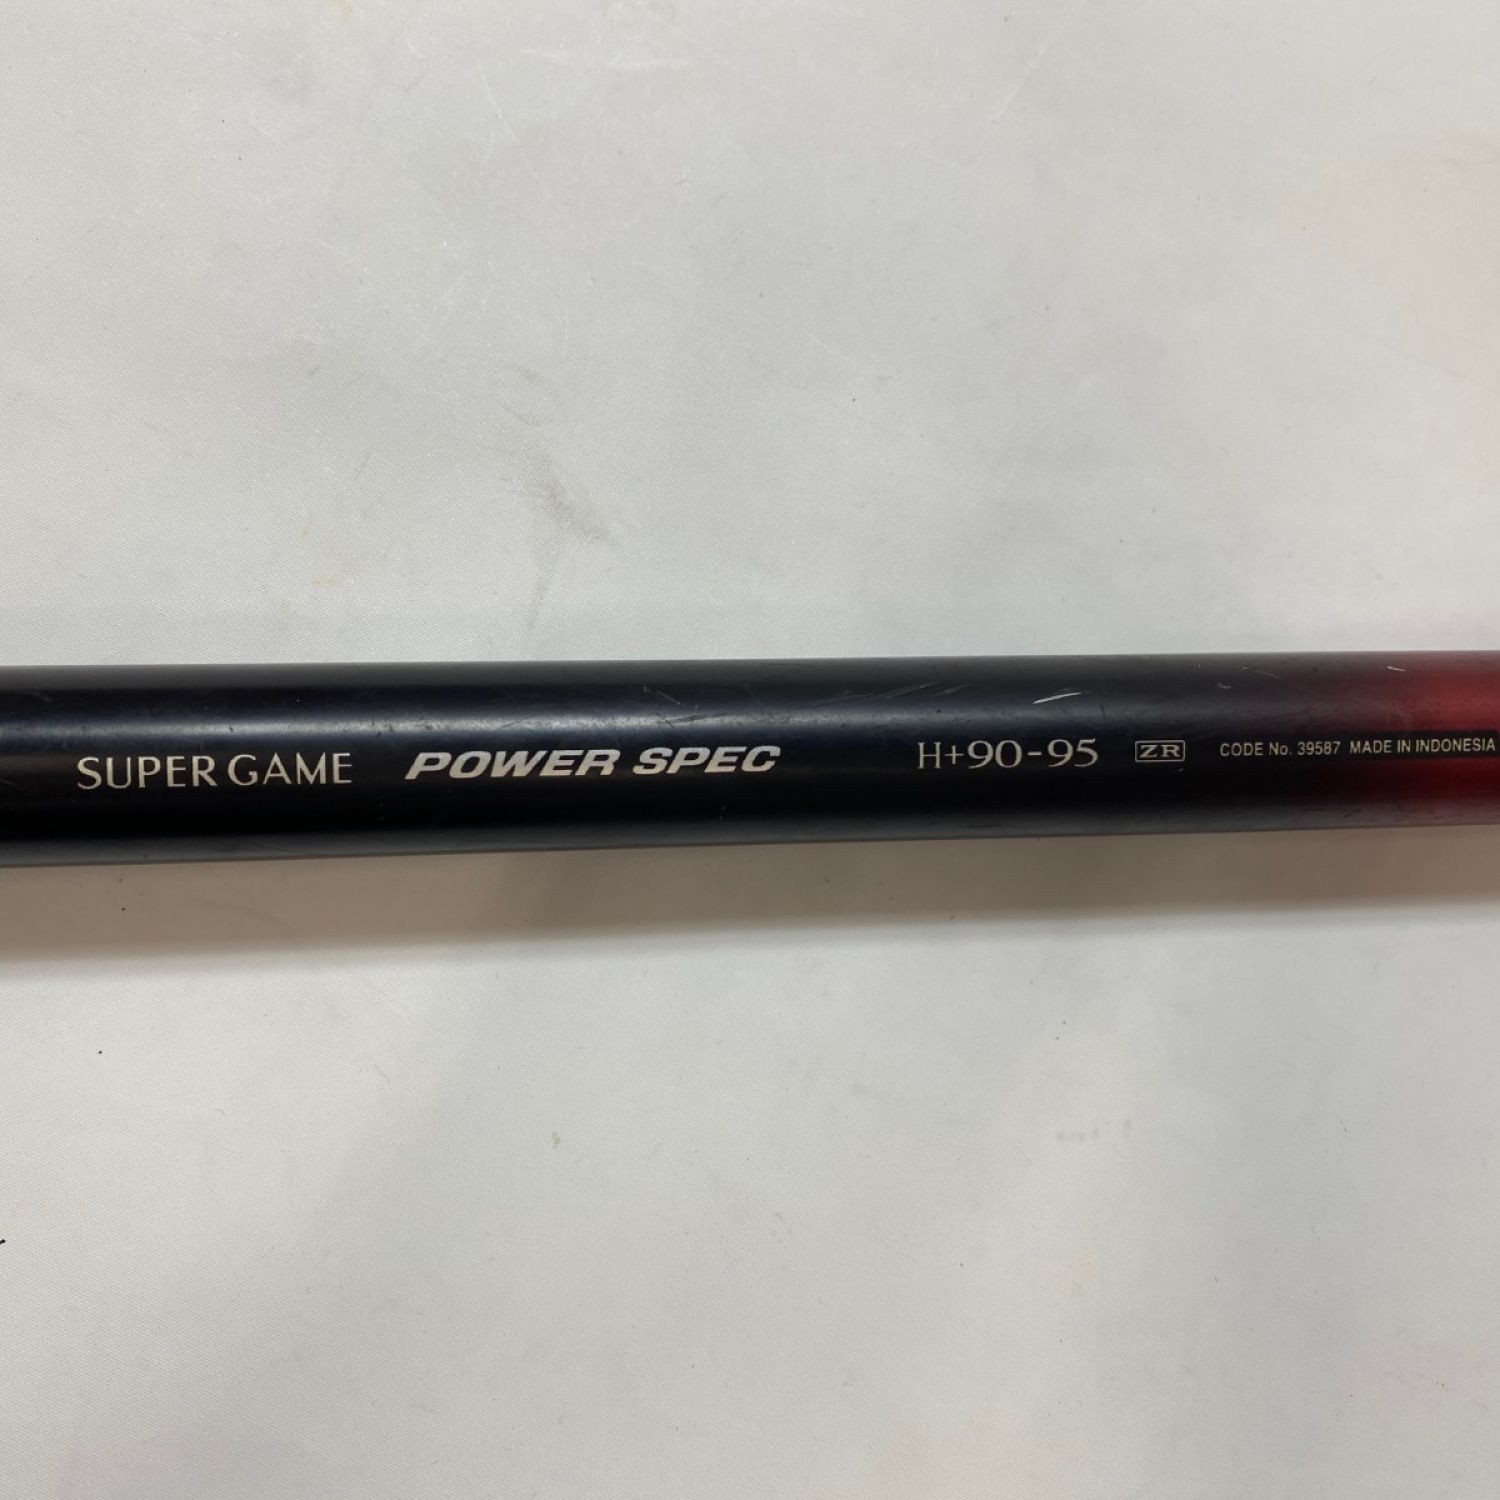 SUPER GAME POWER SPEC H+90-95 ZR CODE No. 39587 MADE IN INDONESIA